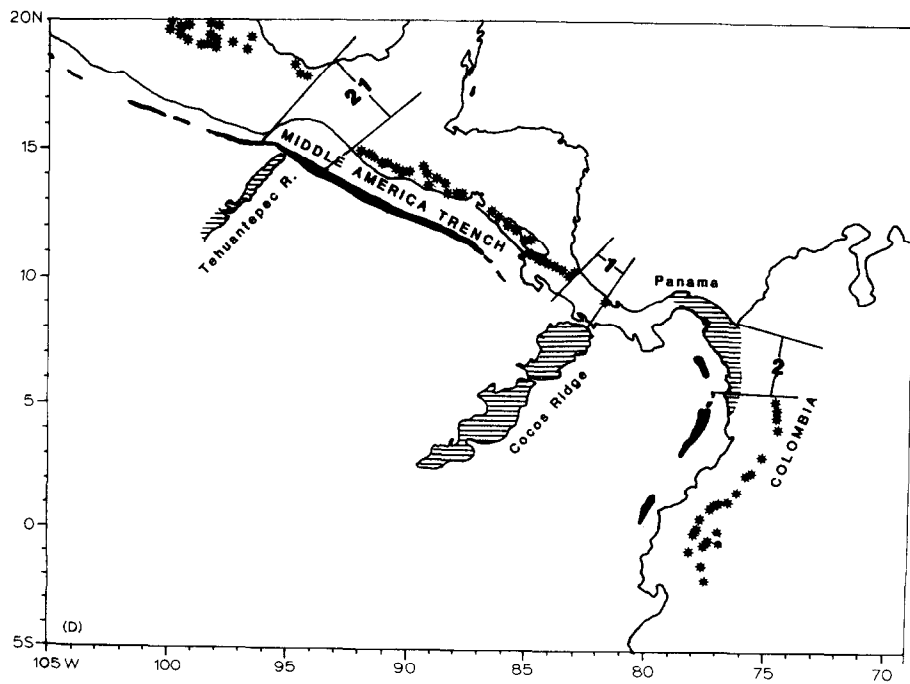 20N
2 1
15
MIDDLE AMERICA TRENCH
Tehuantepec R.
10
1
Panama
2
5
Cocos Ridge
COLOMBIA
0
(D)
5S
105 W 100 95 90 85 80 75 70